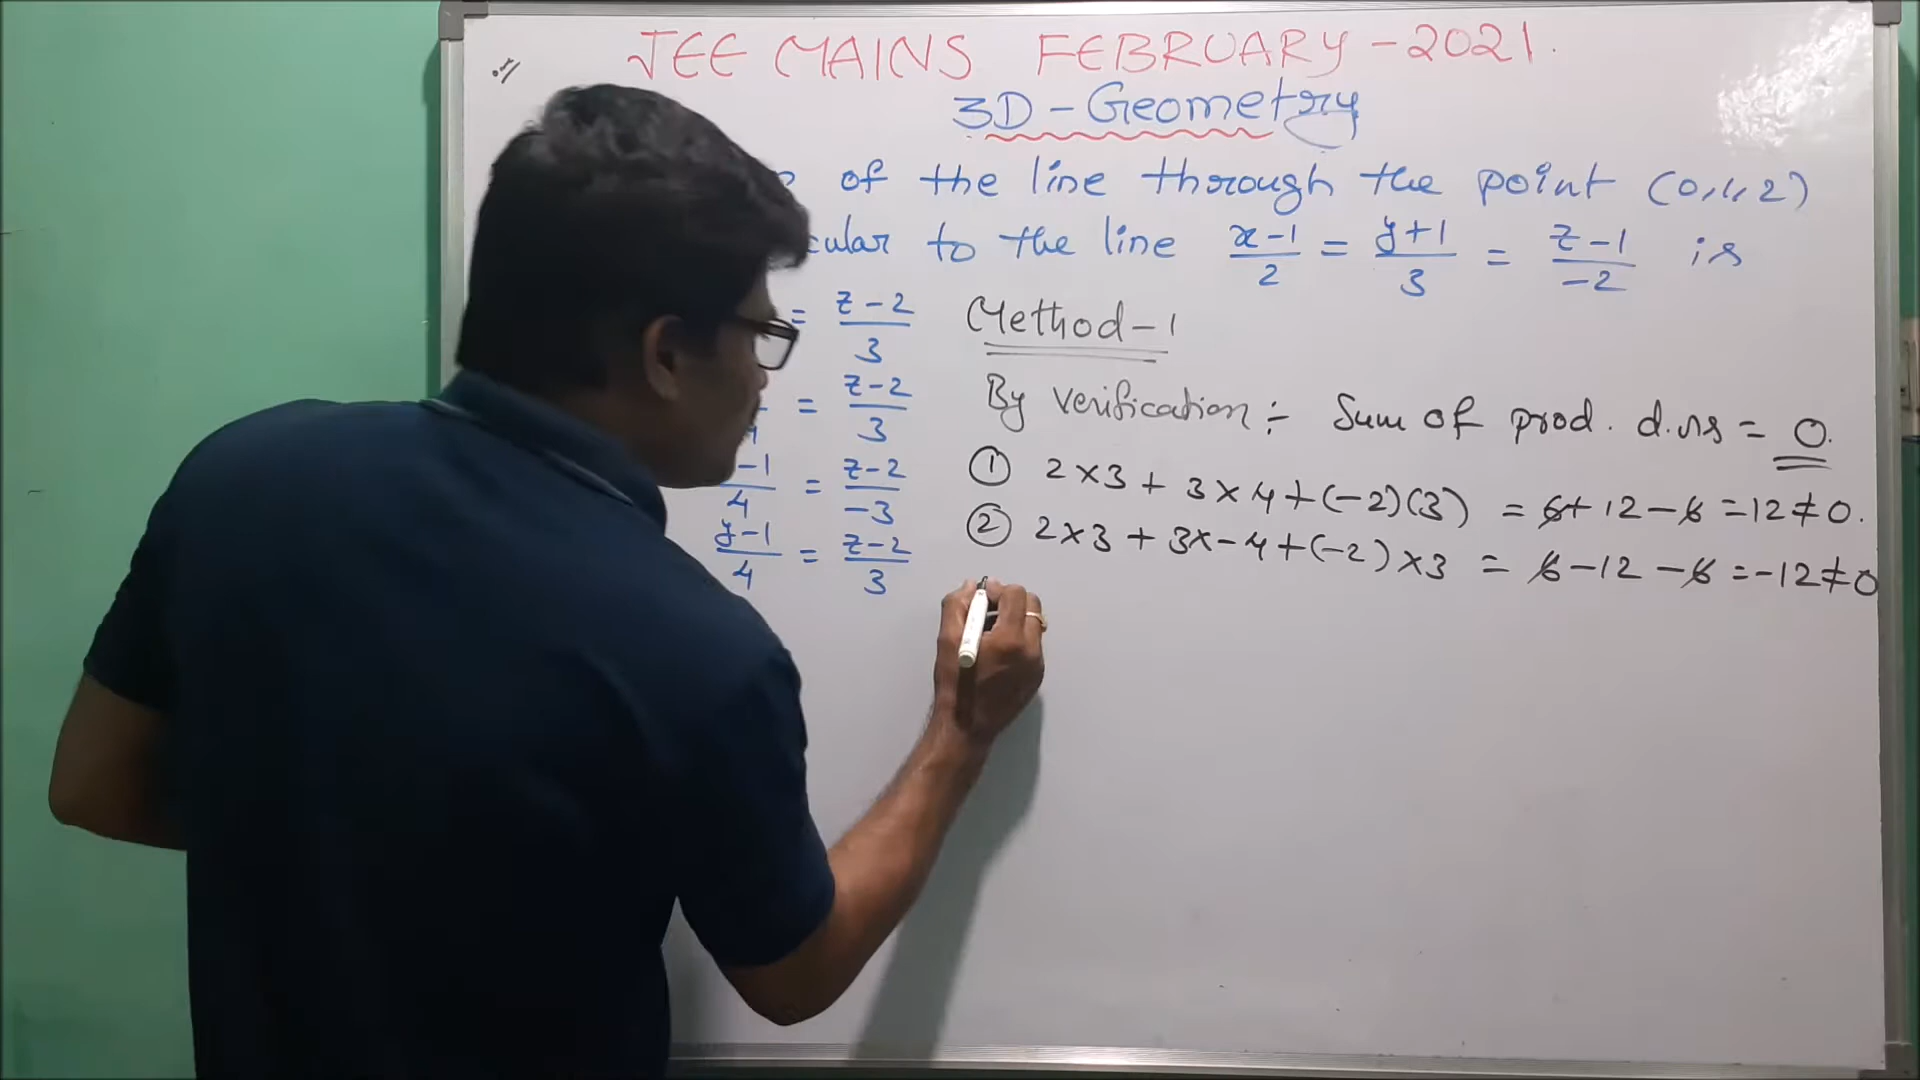 JEE MAINS FEBRUARY - 2021.
3D - Geometry
of the line through the point (0,1,2)
cular to the line x-1/2 = y+1/3 = z-1/-2 is
= z-2/3
= z-2/3
-1/4 = z-2/-3
y-1/4 = z-2/3
Method-1
By verification :- Sum of prod. d.rs = 0.
① 2×3 + 3×4 + (-2)(3) = 6+12-6 = 12≠0.
② 2×3 + 3×-4 + (-2)×3 = 6-12-6 = -12≠0